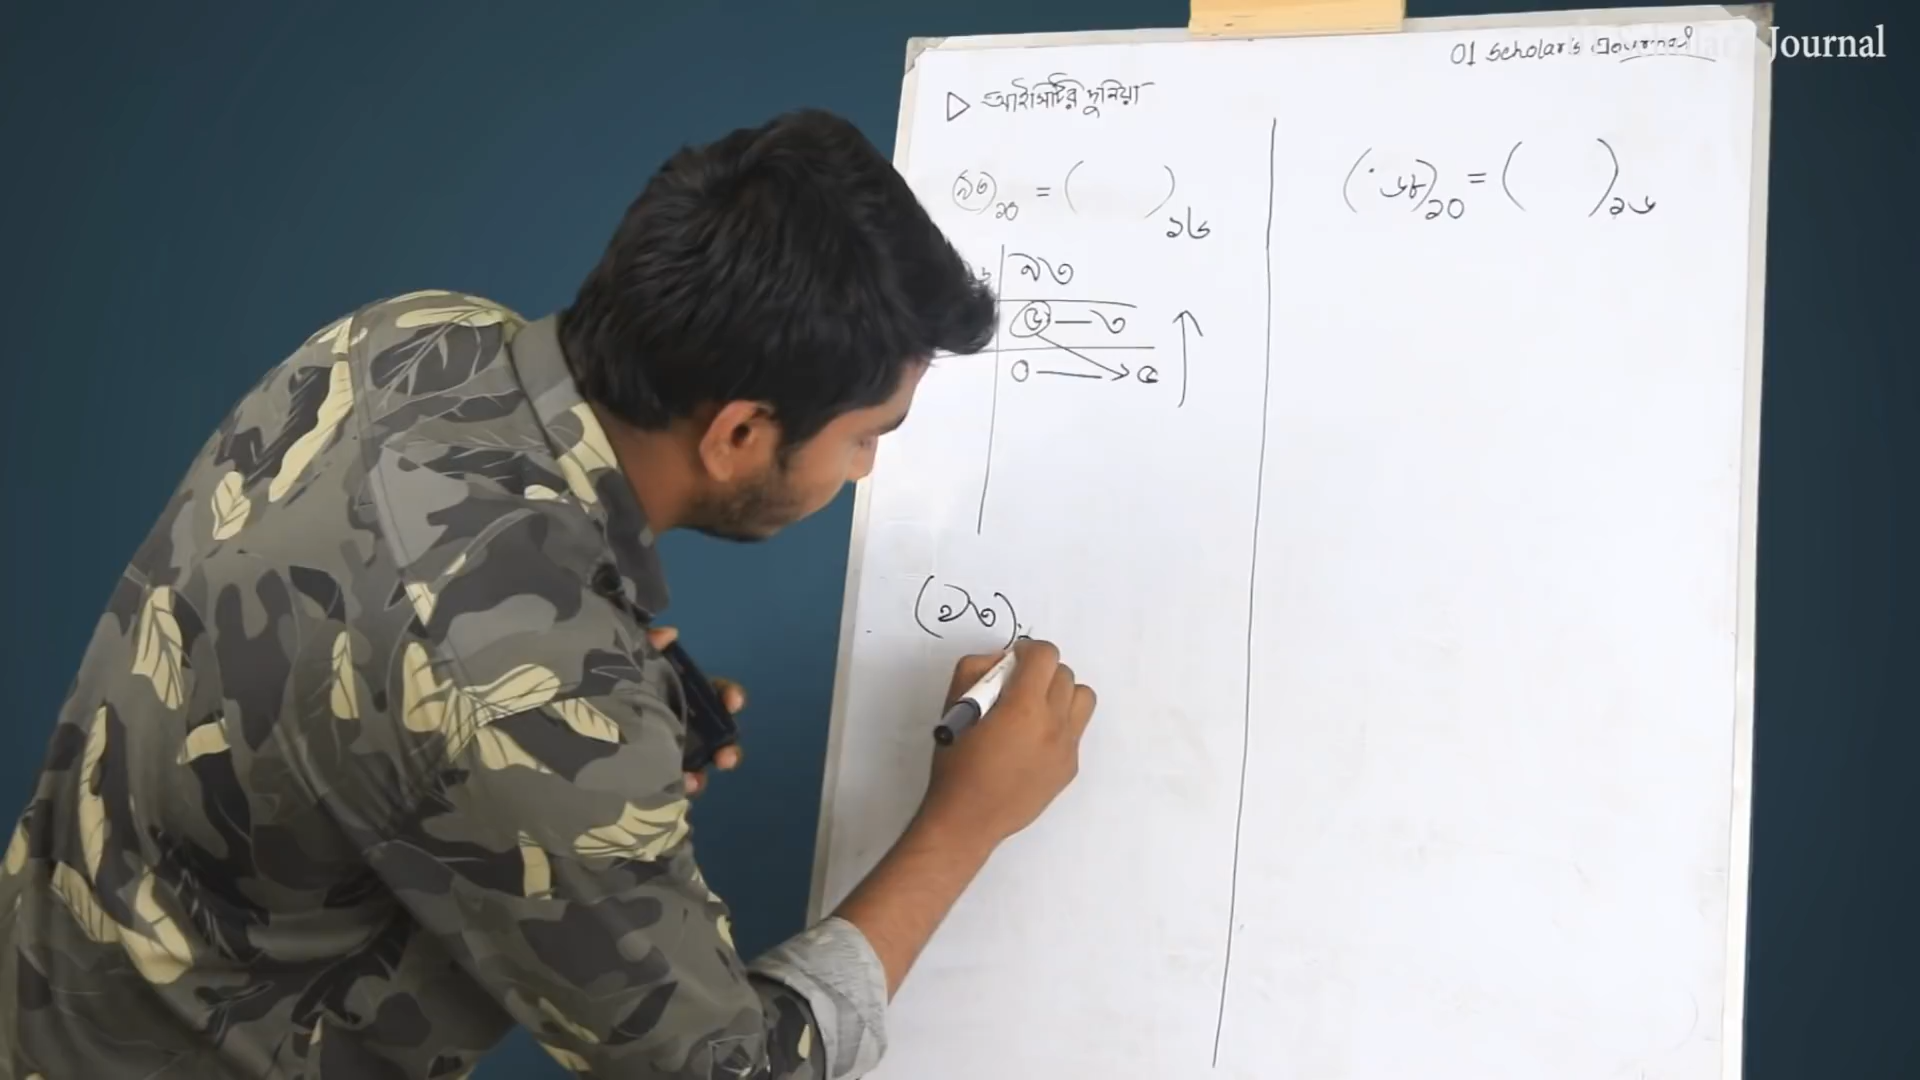 01 Scholar's Journal
Journal
▷ আইসিটির দুনিয়া
(৯৩)১০ = ( )১৬
৯৩
৫ — ৩
০ → ৫
(৯৩)
(·৬৮)১০ = ( )১৬